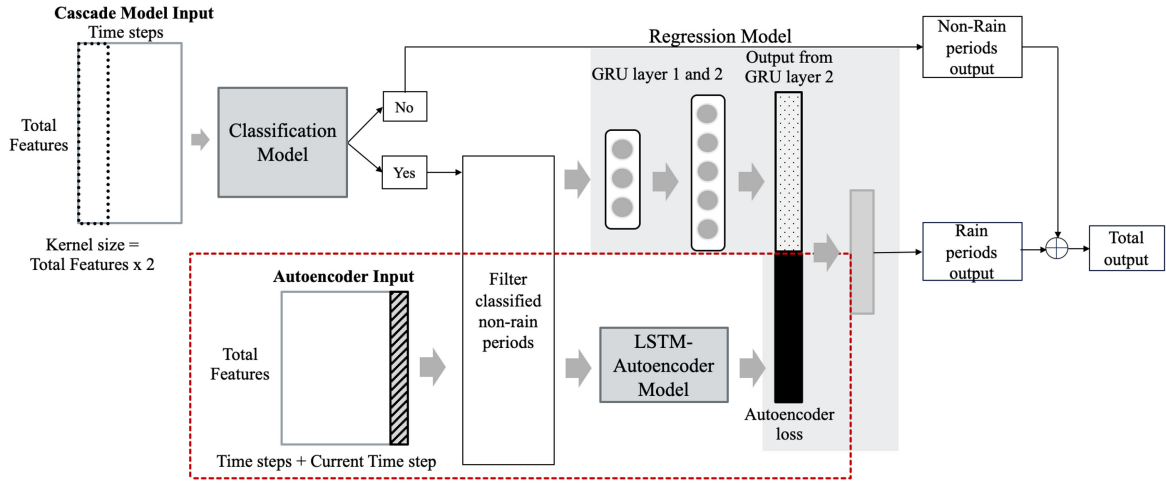 Cascade Model Input
Time steps
Total
Features
Kernel size =
Total Features x 2
Classification
Model
No
Yes
Regression Model
GRU layer 1 and 2
Output from
GRU layer 2
Non-Rain
periods
output
Rain
periods
output
Total
output
Autoencoder Input
Total
Features
Time steps + Current Time step
Filter
classified
non-rain
periods
LSTM-
Autoencoder
Model
Autoencoder
loss